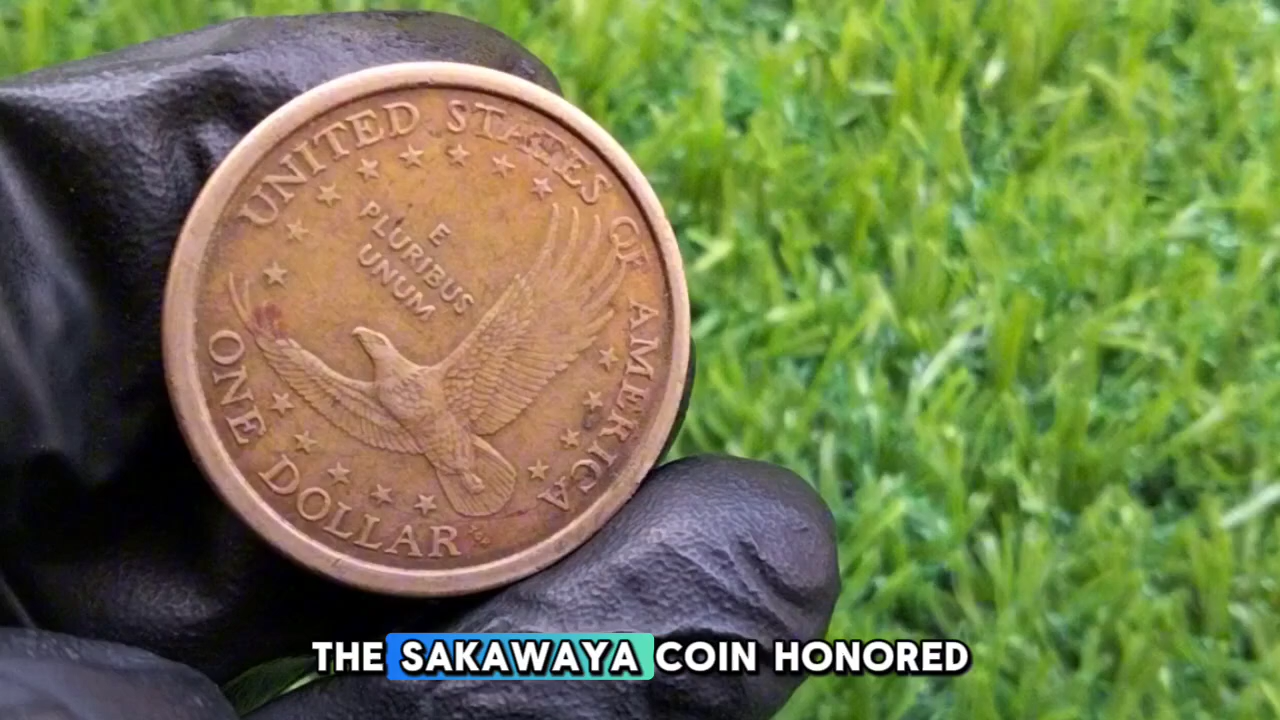 UNITED STATES OF AMERICA
E
PLURIBUS
UNUM
ONE DOLLAR
THE SAKAWAYA COIN HONORED